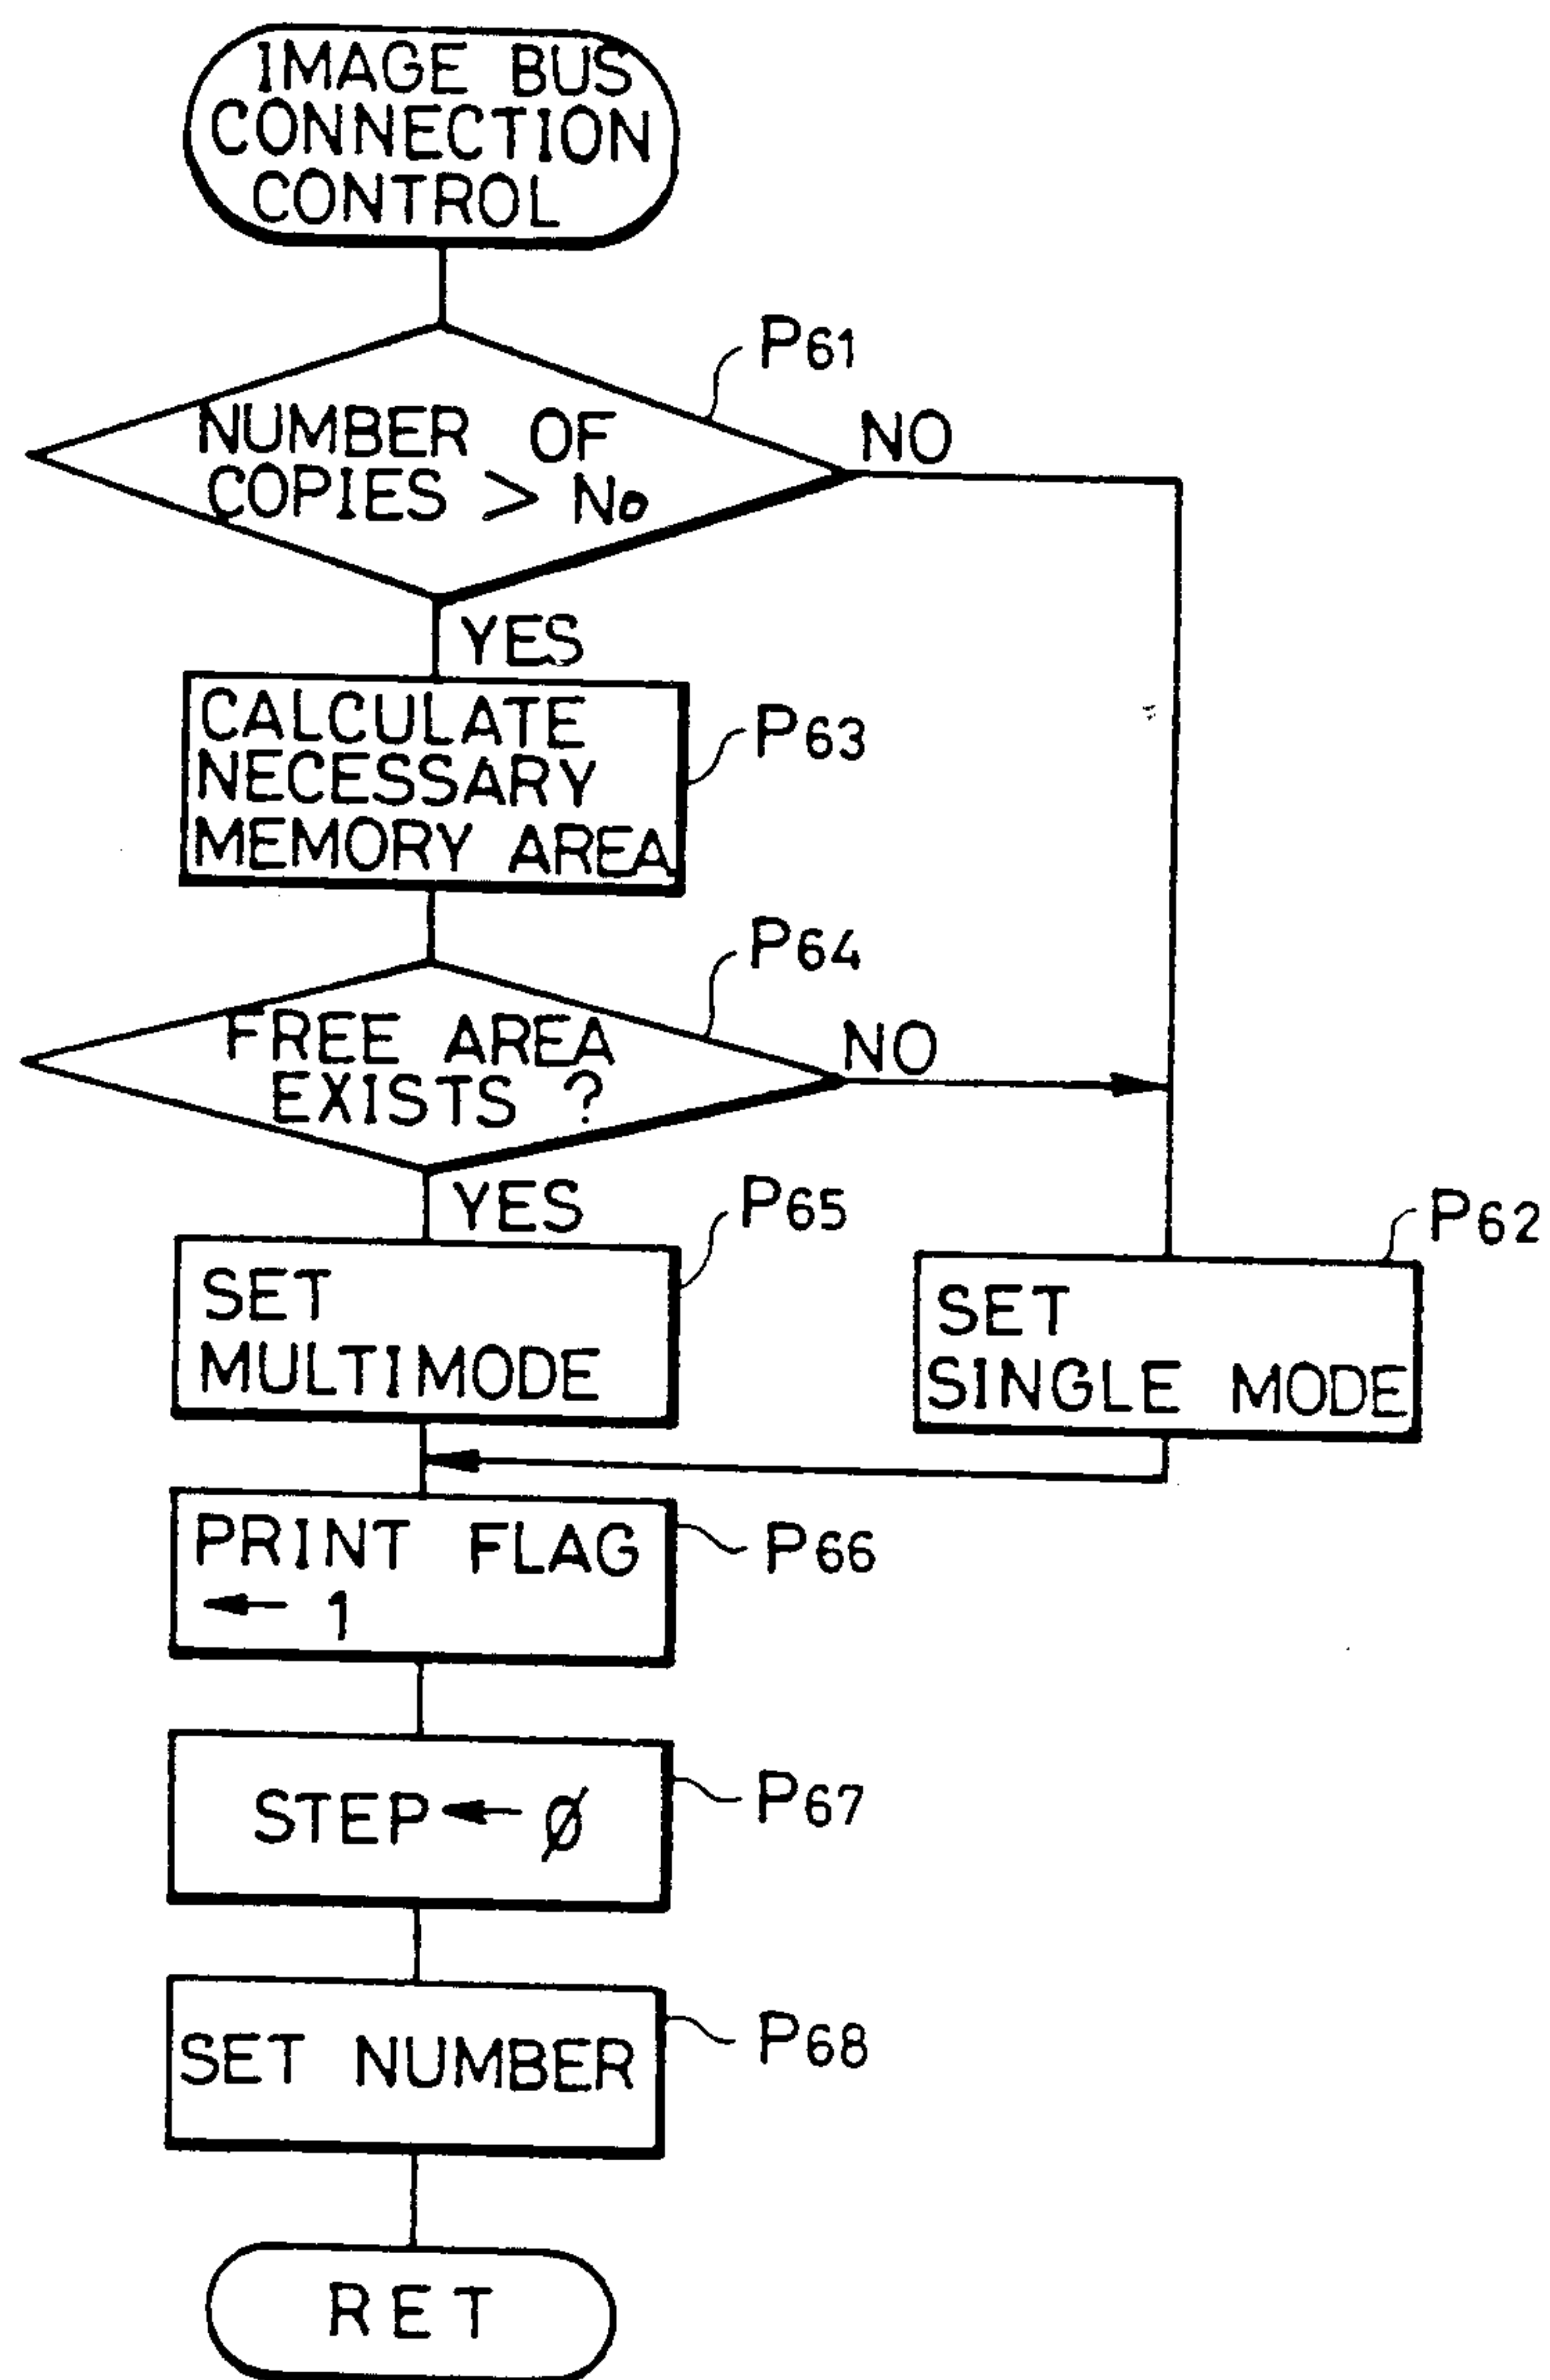 IMAGE BUS
CONNECTION
CONTROL
P61
NUMBER OF
COPIES > No
NO
YES
CALCULATE
NECESSARY
MEMORY AREA
P63
P64
FREE AREA
EXISTS ?
NO
YES
P65
SET
MULTIMODE
P62
SET
SINGLE MODE
PRINT FLAG
← 1
P66
STEP ← Ø
P67
SET NUMBER
P68
RET